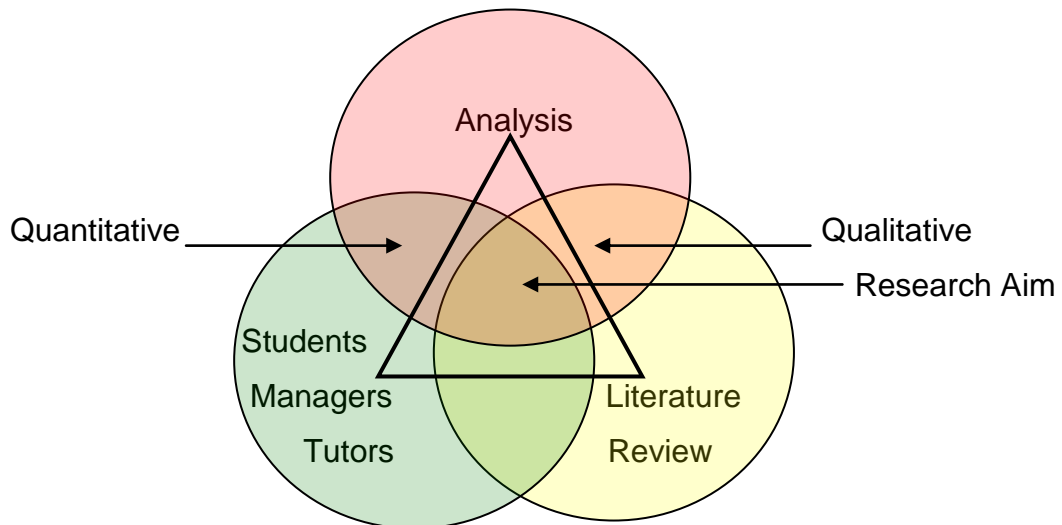 Analysis
Quantitative
Qualitative
Research Aim
Students
Managers
Tutors
Literature
Review